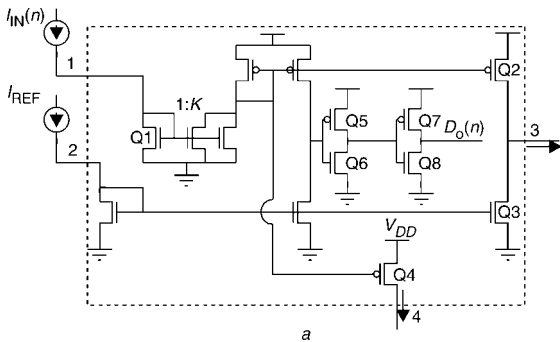 I_IN(n)
1
I_REF
2
1:K
Q1
Q2
Q5
Q7
Q6
Q8
D_o(n)
3
Q3
V_DD
Q4
4
a